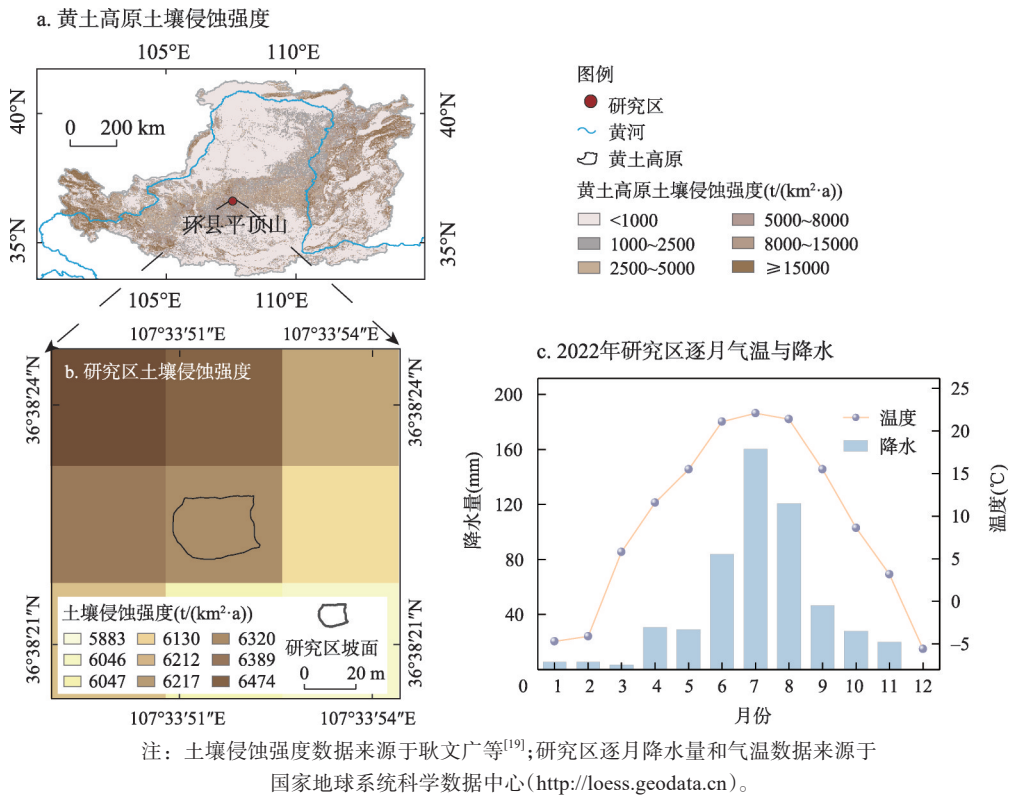 a. 黄土高原土壤侵蚀强度
105°E 110°E
40°N 40°N
0 200 km
环县平顶山
35°N 35°N
105°E 110°E
图例
研究区
黄河
黄土高原
黄土高原土壤侵蚀强度(t/(km²·a))
<1000 5000~8000
1000~2500 8000~15000
2500~5000 ⩾15000
107°33′51″E 107°33′54″E
b. 研究区土壤侵蚀强度
36°38′24″N 36°38′24″N
36°38′21″N 36°38′21″N
土壤侵蚀强度(t/(km²·a))
5883 6130 6320
6046 6212 6389
6047 6217 6474
研究区坡面
0 20 m
107°33′51″E 107°33′54″E
c. 2022年研究区逐月气温与降水
200 25
160 20
120 15
80 10
40 5
0 0
-5
降水量(mm)
温度(℃)
温度
降水
1 2 3 4 5 6 7 8 9 10 11 12
月份
注：土壤侵蚀强度数据来源于耿文广等[19];研究区逐月降水量和气温数据来源于
国家地球系统科学数据中心(http://loess.geodata.cn)。